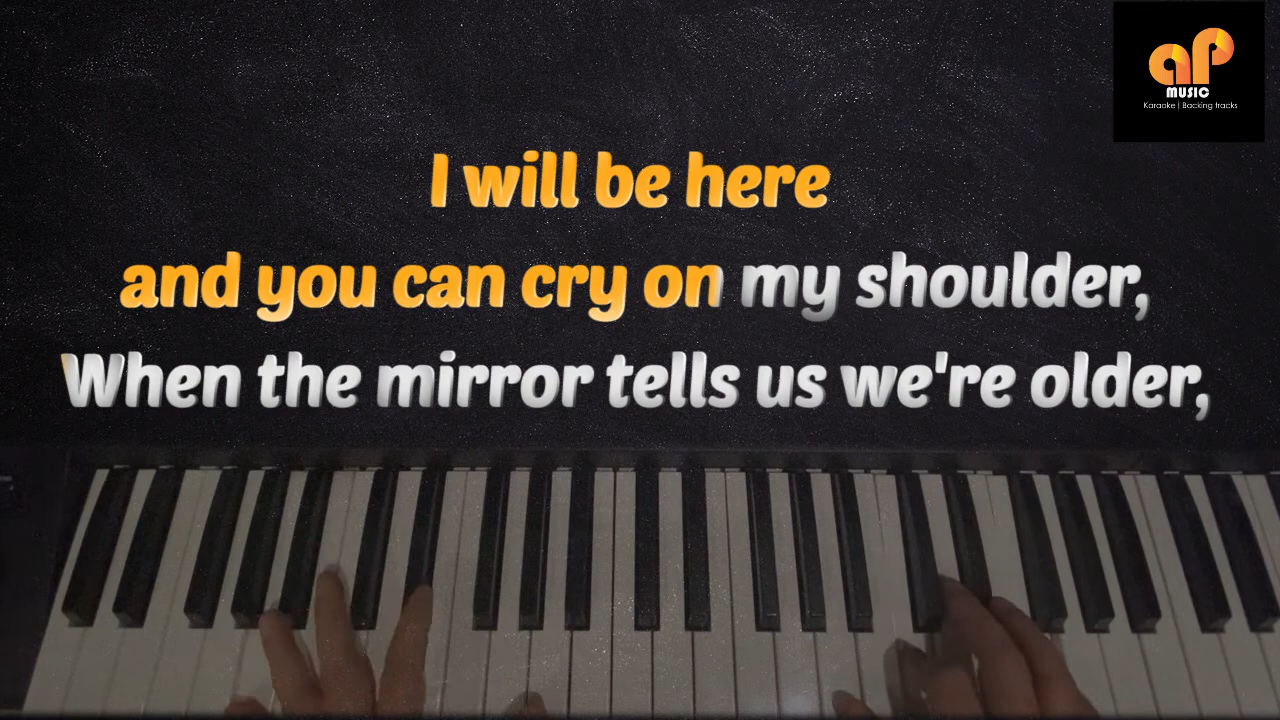 aP
MUSIC
Karaoke | Backing tracks
I will be here
and you can cry on my shoulder,
When the mirror tells us we're older,